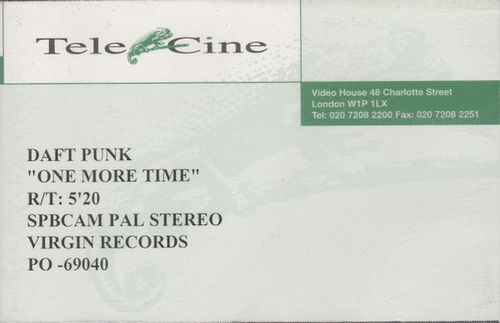 Tele Cine
Video House 48 Charlotte Street
London W1P 1LX
Tel: 020 7208 2200 Fax: 020 7208 2251
DAFT PUNK
"ONE MORE TIME"
R/T: 5'20
SPBCAM PAL STEREO
VIRGIN RECORDS
PO -69040